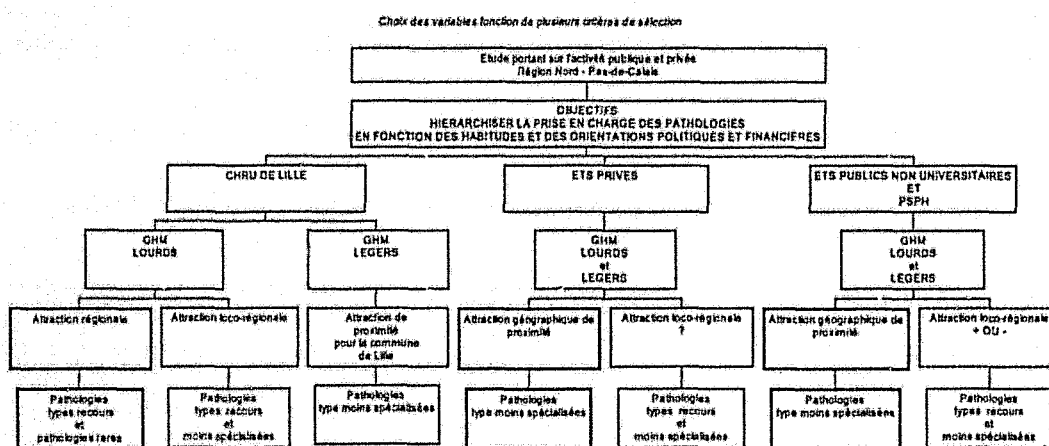 Choix des variables fonction de plusieurs critères de sélection
Etude portant sur l'activité publique et privée
Région Nord - Pas-de-Calais
OBJECTIFS
HIERARCHISER LA PRISE EN CHARGE DES PATHOLOGIES
EN FONCTION DES HABITUDES ET DES ORIENTATIONS POLITIQUES ET FINANCIÈRES
CHRU DE LILLE
ETS PRIVES
ETS PUBLICS NON UNIVERSITAIRES
ET
PSPH
GHM
LOURDS
GHM
LEGERS
GHM
LOURDS
et
LEGERS
GHM
LOURDS
et
LEGERS
Attraction régionale
Attraction loco-régionale
Attraction de
proximité
pour la commune
de Lille
Attraction géographique de
proximité
Attraction loco-régionale
?
Attraction géographique de
proximité
Attraction loco-régionale
+ OU -
Pathologies
types recours
et
pathologies rares
Pathologies
types recours
et
moins spécialisées
Pathologies
type moins spécialisées
Pathologies
type moins spécialisées
Pathologies
types recours
et
moins spécialisées
Pathologies
type moins spécialisées
Pathologies
types recours
et
moins spécialisées